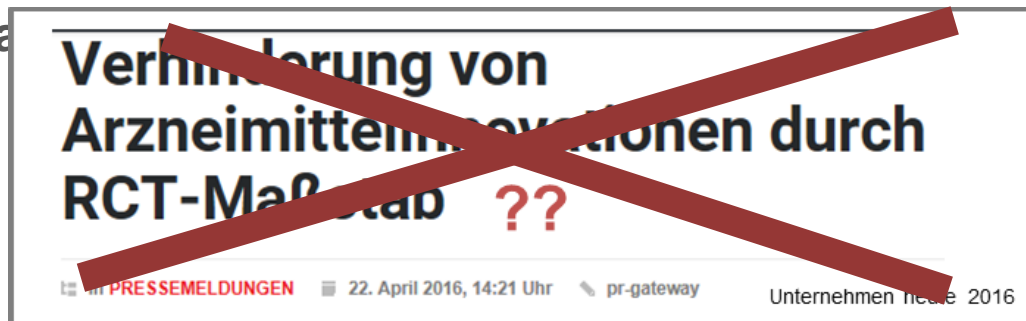 a
Verhinderung von
Arzneimittelinnovationen durch
RCT-Maßstab ??
in PRESSEMELDUNGEN 22. April 2016, 14:21 Uhr pr-gateway
Unternehmen heute 2016